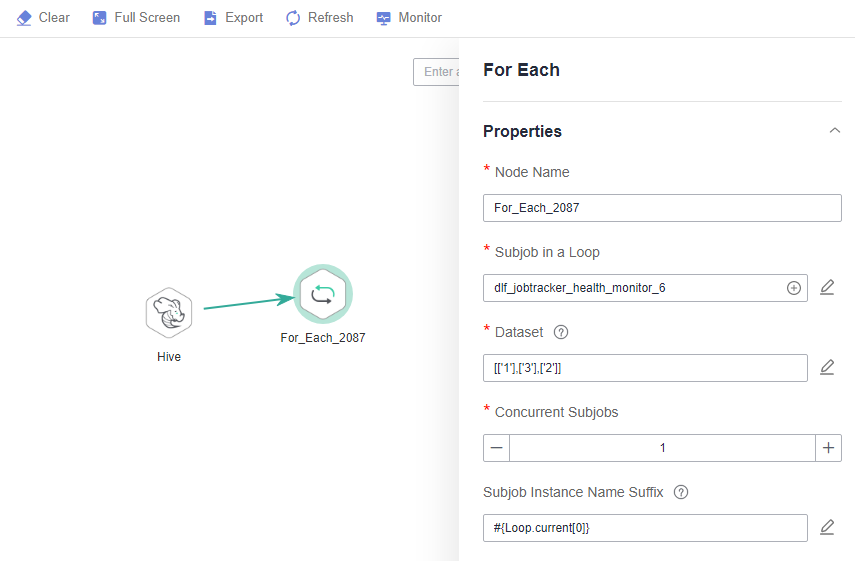 Clear Full Screen Export Refresh Monitor
Enter a
For Each
Properties
* Node Name
For_Each_2087
* Subjob in a Loop
dlf_jobtracker_health_monitor_6
* Dataset ?
[['1'],['3'],['2']]
* Concurrent Subjobs
1
Subjob Instance Name Suffix ?
#{Loop.current[0]}
For_Each_2087
Hive